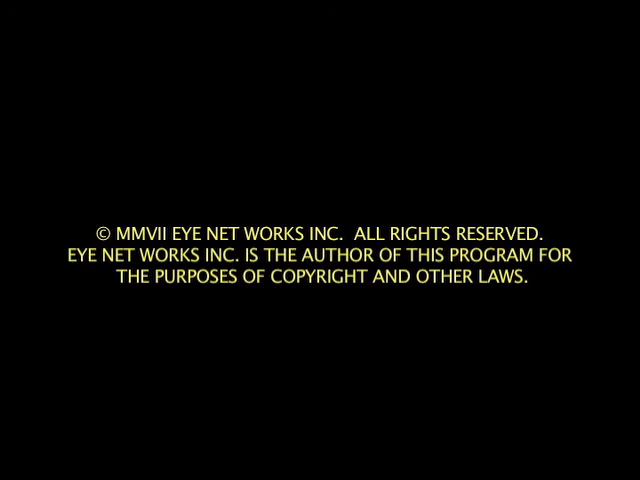 © MMVII EYE NET WORKS INC.  ALL RIGHTS RESERVED.
EYE NET WORKS INC. IS THE AUTHOR OF THIS PROGRAM FOR
THE PURPOSES OF COPYRIGHT AND OTHER LAWS.